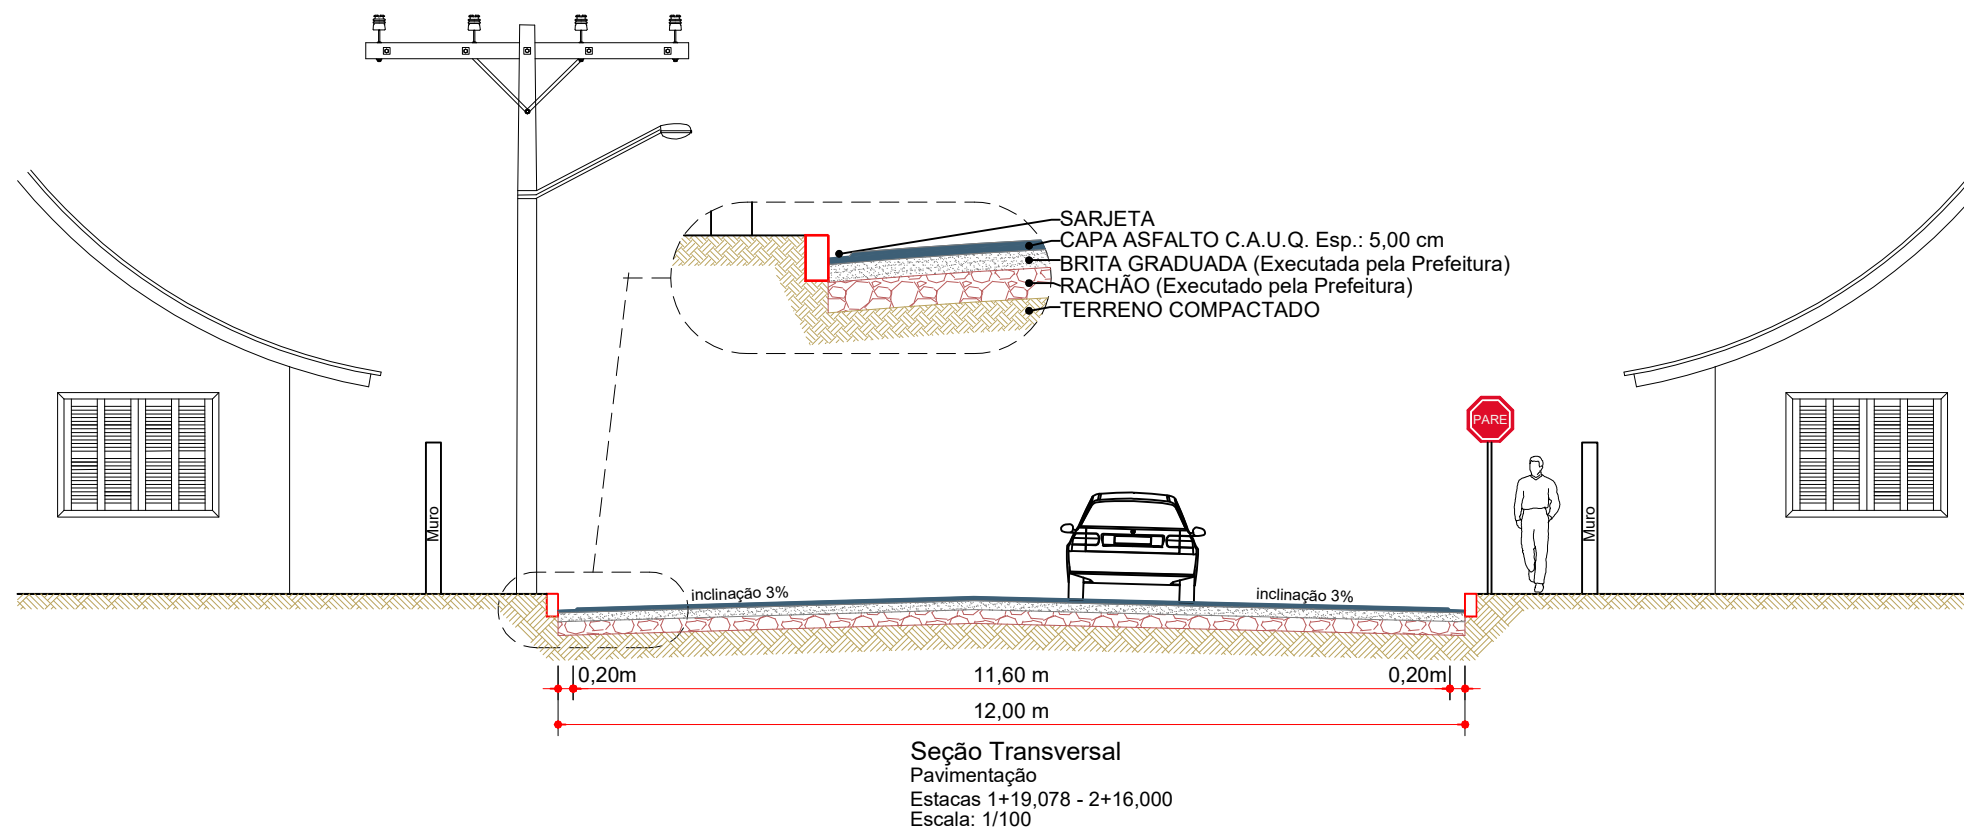 SARJETA
CAPA ASFALTO C.A.U.Q. Esp.: 5,00 cm
BRITA GRADUADA (Executada pela Prefeitura)
RACHÃO (Executado pela Prefeitura)
TERRENO COMPACTADO
PARE
Muro
Muro
inclinação 3%
inclinação 3%
0,20m
11,60 m
0,20m
12,00 m
Seção Transversal
Pavimentação
Estacas 1+19,078 - 2+16,000
Escala: 1/100